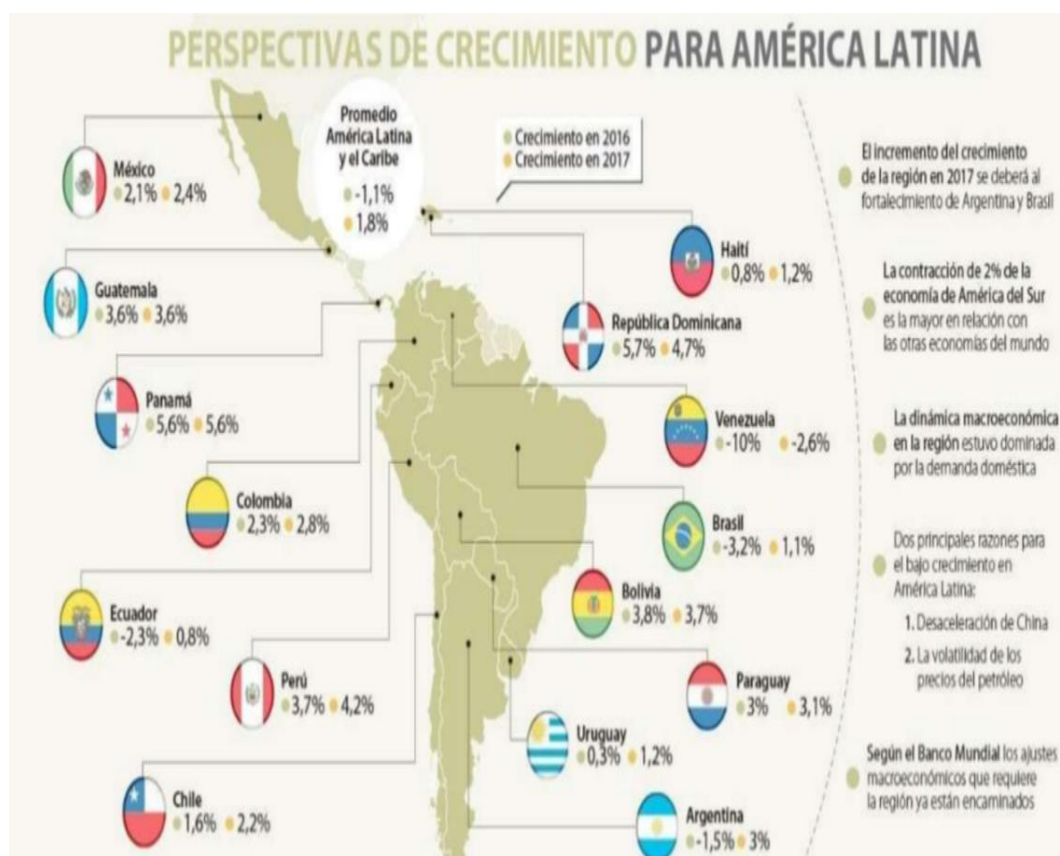 PERSPECTIVAS DE CRECIMIENTO PARA AMÉRICA LATINA
Promedio
América Latina
y el Caribe
-1,1%
1,8%
Crecimiento en 2016
Crecimiento en 2017
México
2,1% 2,4%
Guatemala
3,6% 3,6%
Panamá
5,6% 5,6%
Colombia
2,3% 2,8%
Ecuador
-2,3% 0,8%
Perú
3,7% 4,2%
Chile
1,6% 2,2%
Haití
0,8% 1,2%
República Dominicana
5,7% 4,7%
Venezuela
-10% -2,6%
Brasil
-3,2% 1,1%
Bolivia
3,8% 3,7%
Paraguay
3% 3,1%
Uruguay
0,3% 1,2%
Argentina
-1,5% 3%
El incremento del crecimiento
de la región en 2017 se deberá al
fortalecimiento de Argentina y Brasil
La contracción de 2% de la
economía de América del Sur
es la mayor en relación con
las otras economías del mundo
La dinámica macroeconómica
en la región estuvo dominada
por la demanda doméstica
Dos principales razones para
el bajo crecimiento en
América Latina:
1. Desaceleración de China
2. La volatilidad de los
precios del petróleo
Según el Banco Mundial los ajustes
macroeconómicos que requiere
la región ya están encaminados